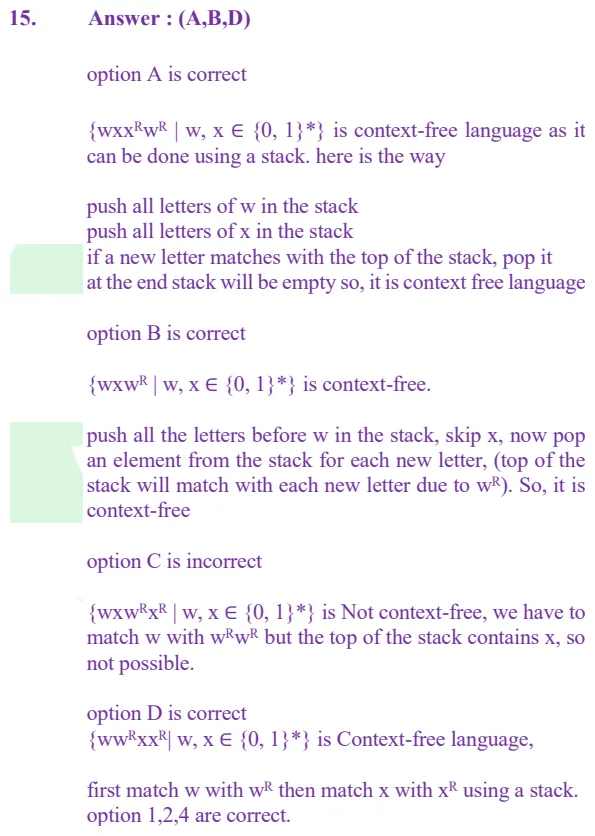 15. Answer : (A,B,D)
option A is correct
{wxxᴿwᴿ | w, x ∈ {0, 1}*} is context-free language as it
can be done using a stack. here is the way
push all letters of w in the stack
push all letters of x in the stack
if a new letter matches with the top of the stack, pop it
at the end stack will be empty so, it is context free language
option B is correct
{wxwᴿ | w, x ∈ {0, 1}*} is context-free.
push all the letters before w in the stack, skip x, now pop
an element from the stack for each new letter, (top of the
stack will match with each new letter due to wᴿ). So, it is
context-free
option C is incorrect
{wxwᴿxᴿ | w, x ∈ {0, 1}*} is Not context-free, we have to
match w with wᴿwᴿ but the top of the stack contains x, so
not possible.
option D is correct
{wwᴿxxᴿ| w, x ∈ {0, 1}*} is Context-free language,
first match w with wᴿ then match x with xᴿ using a stack.
option 1,2,4 are correct.